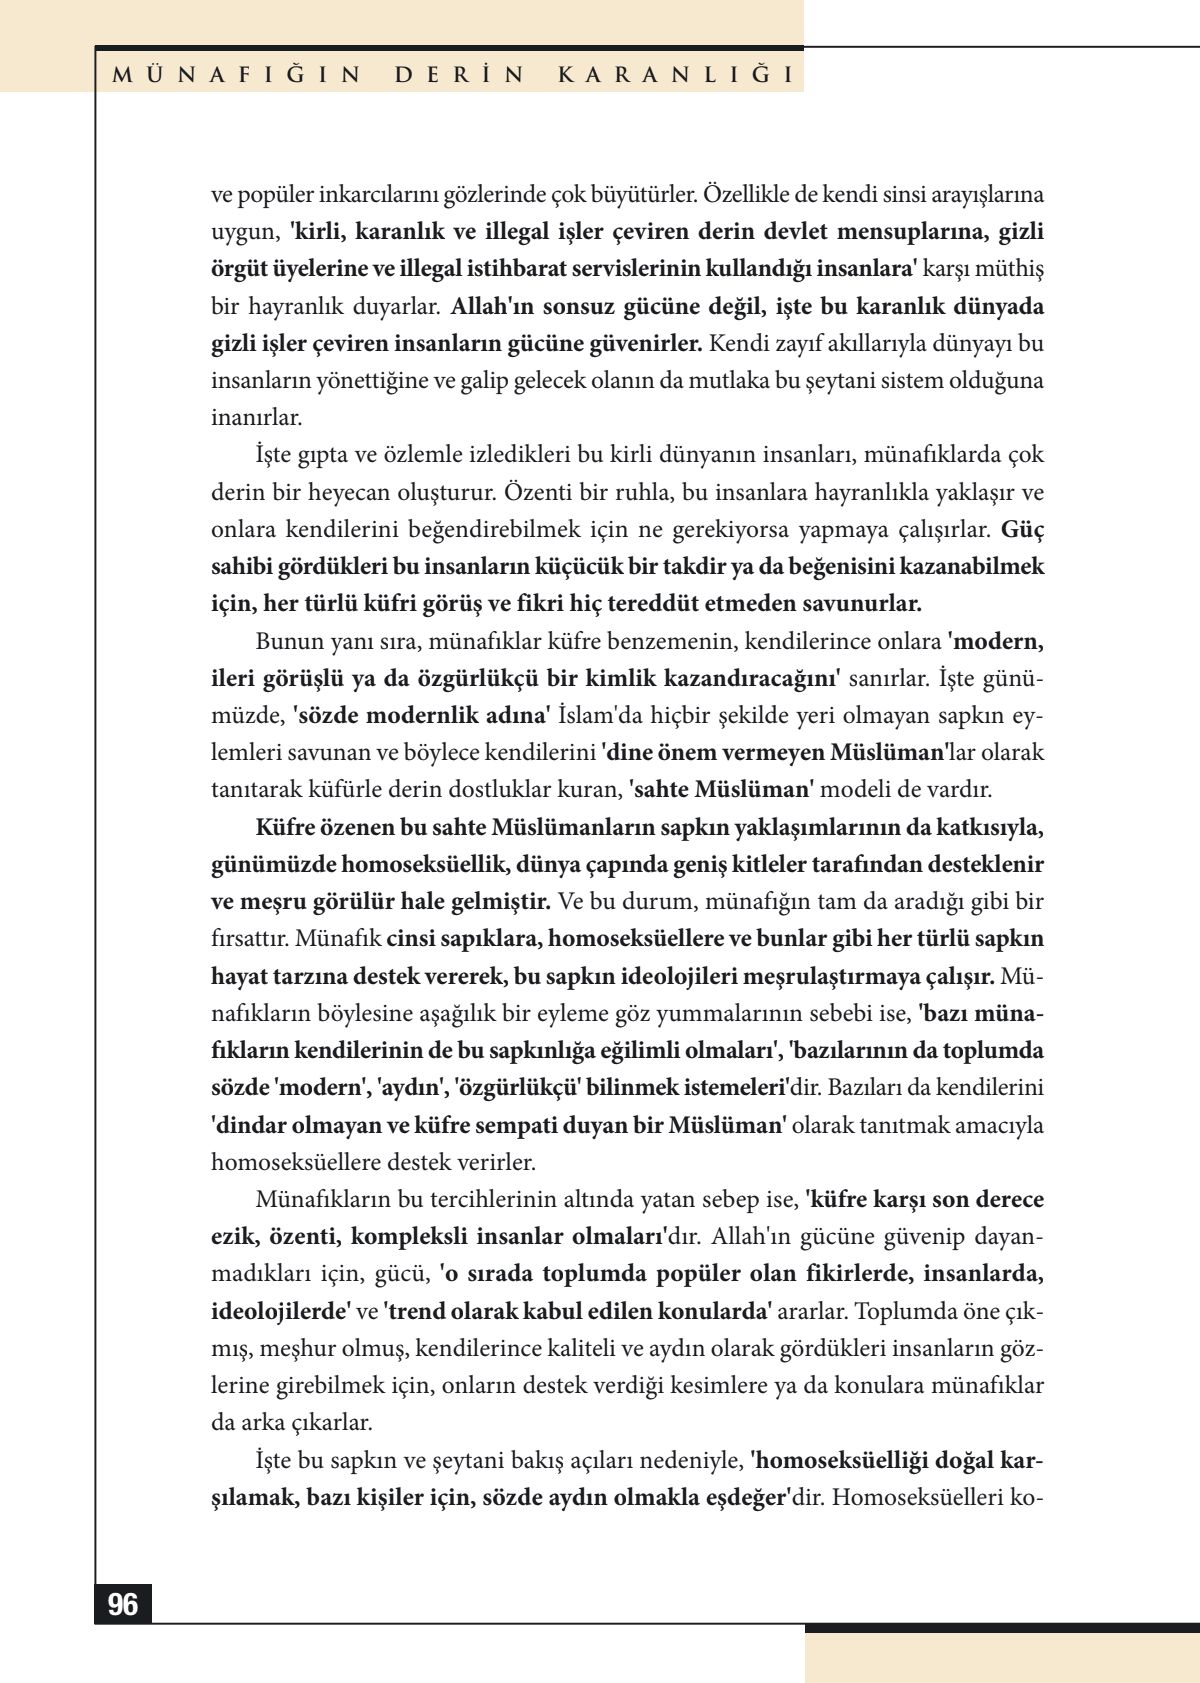 MÜNAFIĞIN DERİN KARANLIĞI
ve popüler inkarcılarını gözlerinde çok büyütürler. Özellikle de kendi sinsi arayışlarına
uygun, 'kirli, karanlık ve illegal işler çeviren derin devlet mensuplarına, gizli
örgüt üyelerine ve illegal istihbarat servislerinin kullandığı insanlara' karşı müthiş
bir hayranlık duyarlar. Allah'ın sonsuz gücüne değil, işte bu karanlık dünyada
gizli işler çeviren insanların gücüne güvenirler. Kendi zayıf akıllarıyla dünyayı bu
insanların yönettiğine ve galip gelecek olanın da mutlaka bu şeytani sistem olduğuna
inanırlar.
İşte gıpta ve özlemle izledikleri bu kirli dünyanın insanları, münafıklarda çok
derin bir heyecan oluşturur. Özenti bir ruhla, bu insanlara hayranlıkla yaklaşır ve
onlara kendilerini beğendirebilmek için ne gerekiyorsa yapmaya çalışırlar. Güç
sahibi gördükleri bu insanların küçücük bir takdir ya da beğenisini kazanabilmek
için, her türlü küfri görüş ve fikri hiç tereddüt etmeden savunurlar.
Bunun yanı sıra, münafıklar küfre benzemenin, kendilerince onlara 'modern,
ileri görüşlü ya da özgürlükçü bir kimlik kazandıracağını' sanırlar. İşte günü-
müzde, 'sözde modernlik adına' İslam'da hiçbir şekilde yeri olmayan sapkın ey-
lemleri savunan ve böylece kendilerini 'dine önem vermeyen Müslüman'lar olarak
tanıtarak küfürle derin dostluklar kuran, 'sahte Müslüman' modeli de vardır.
Küfre özenen bu sahte Müslümanların sapkın yaklaşımlarının da katkısıyla,
günümüzde homoseksüellik, dünya çapında geniş kitleler tarafından desteklenir
ve meşru görülür hale gelmiştir. Ve bu durum, münafığın tam da aradığı gibi bir
fırsattır. Münafık cinsi sapıklara, homoseksüellere ve bunlar gibi her türlü sapkın
hayat tarzına destek vererek, bu sapkın ideolojileri meşrulaştırmaya çalışır. Mü-
nafıkların böylesine aşağılık bir eyleme göz yummalarının sebebi ise, 'bazı müna-
fıkların kendilerinin de bu sapkınlığa eğilimli olmaları', 'bazılarının da toplumda
sözde 'modern', 'aydın', 'özgürlükçü' bilinmek istemeleri'dir. Bazıları da kendilerini
'dindar olmayan ve küfre sempati duyan bir Müslüman' olarak tanıtmak amacıyla
homoseksüellere destek verirler.
Münafıkların bu tercihlerinin altında yatan sebep ise, 'küfre karşı son derece
ezik, özenti, kompleksli insanlar olmaları'dır. Allah'ın gücüne güvenip dayan-
madıkları için, gücü, 'o sırada toplumda popüler olan fikirlerde, insanlarda,
ideolojilerde' ve 'trend olarak kabul edilen konularda' ararlar. Toplumda öne çık-
mış, meşhur olmuş, kendilerince kaliteli ve aydın olarak gördükleri insanların göz-
lerine girebilmek için, onların destek verdiği kesimlere ya da konulara münafıklar
da arka çıkarlar.
İşte bu sapkın ve şeytani bakış açıları nedeniyle, 'homoseksüelliği doğal kar-
şılamak, bazı kişiler için, sözde aydın olmakla eşdeğer'dir. Homoseksüelleri ko-
96